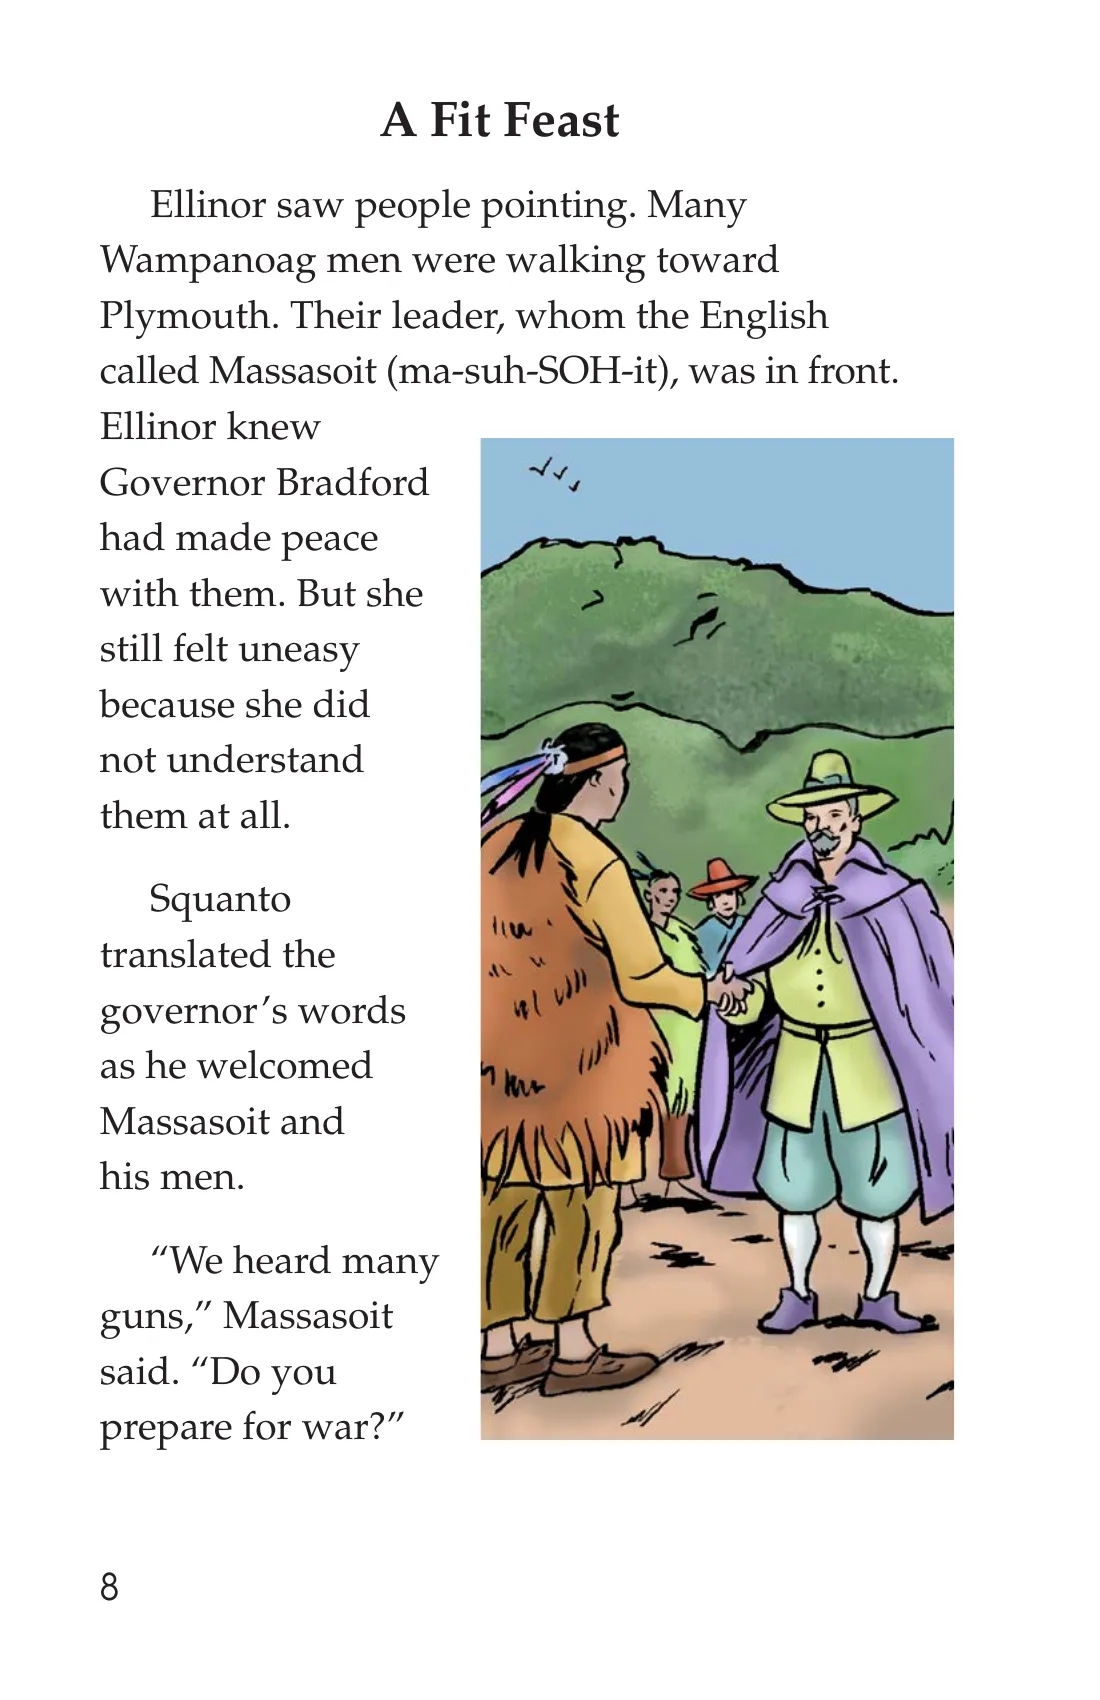 A Fit Feast
Ellinor saw people pointing. Many
Wampanoag men were walking toward
Plymouth. Their leader, whom the English
called Massasoit (ma-suh-SOH-it), was in front.
Ellinor knew
Governor Bradford
had made peace
with them. But she
still felt uneasy
because she did
not understand
them at all.
Squanto
translated the
governor’s words
as he welcomed
Massasoit and
his men.
“We heard many
guns,” Massasoit
said. “Do you
prepare for war?”
8